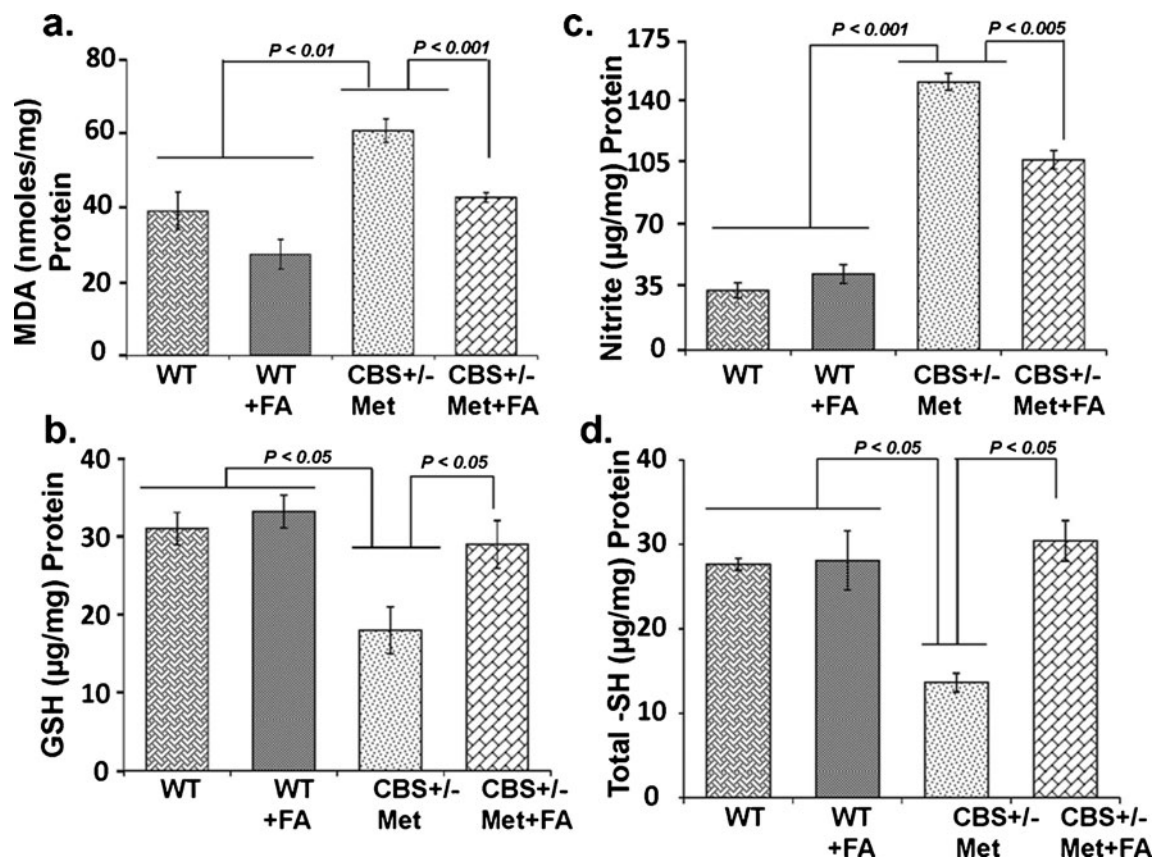 a.
P < 0.01
P < 0.001
MDA (nmoles/mg)
Protein
80
60
40
20
0
WT
WT
+FA
CBS+/-
Met
CBS+/-
Met+FA
c.
P < 0.001
P < 0.005
Nitrite (µg/mg) Protein
175
140
105
70
35
0
WT
WT
+FA
CBS+/-
Met
CBS+/-
Met+FA
b.
P < 0.05
P < 0.05
GSH (µg/mg) Protein
40
30
20
10
0
WT
WT
+FA
CBS+/-
Met
CBS+/-
Met+FA
d.
P < 0.05
P < 0.05
Total -SH (µg/mg) Protein
40
30
20
10
0
WT
WT
+FA
CBS+/-
Met
CBS+/-
Met+FA